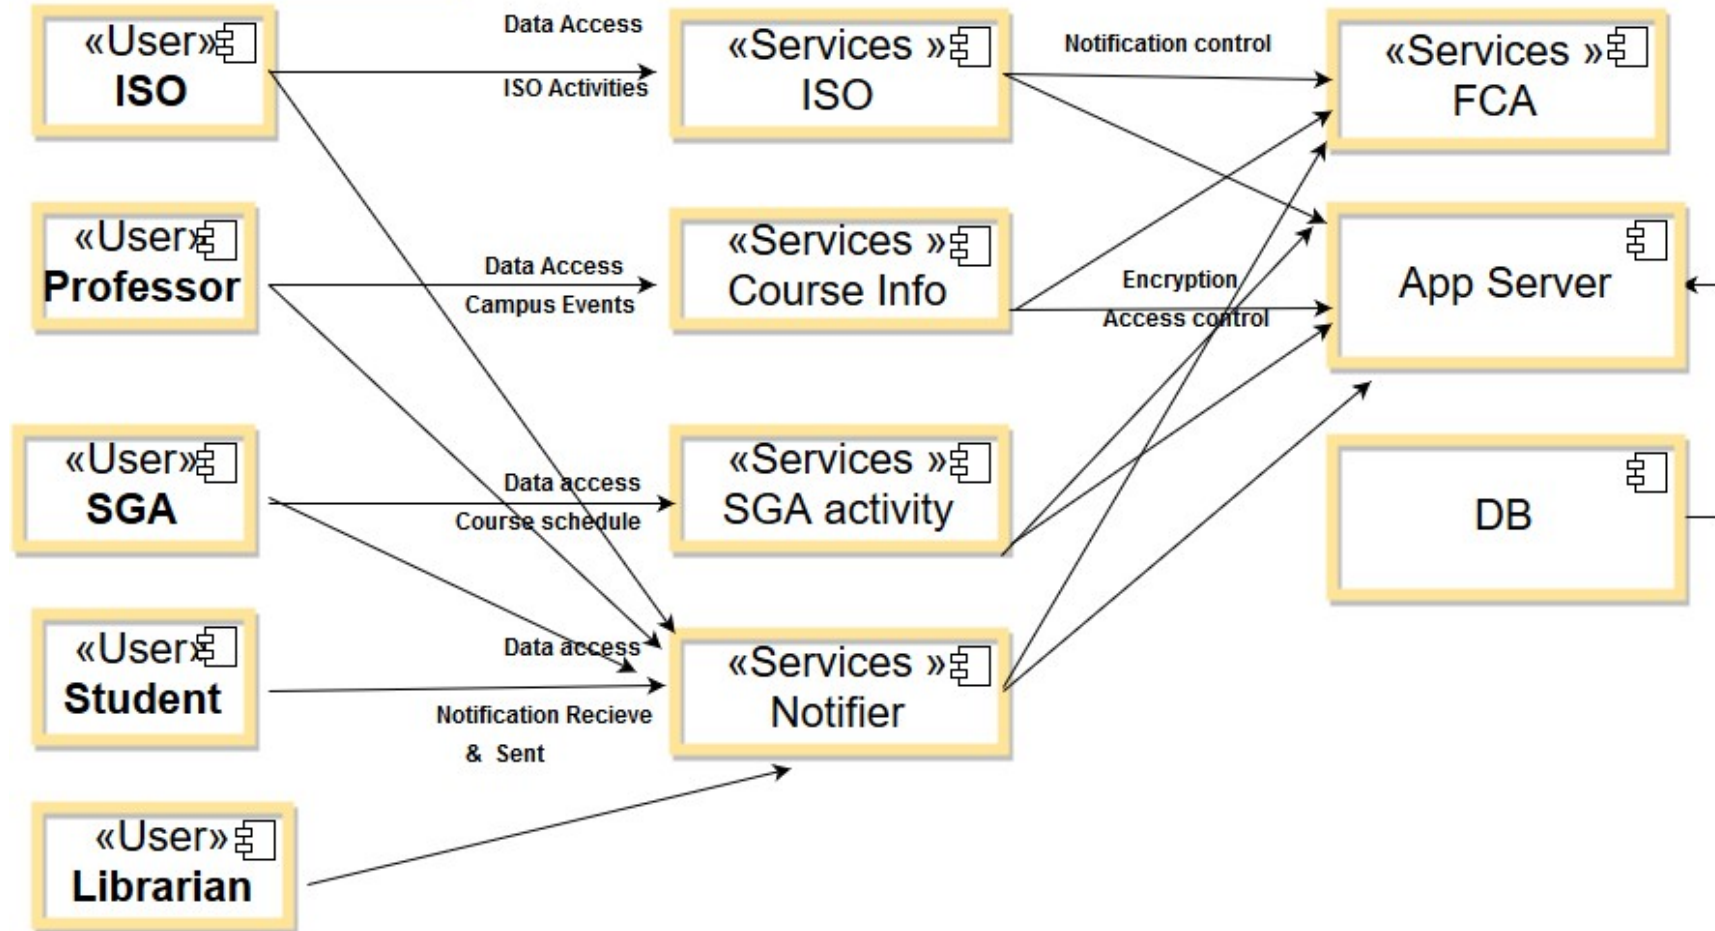 «User»
ISO
Data Access
ISO Activities
«Services »
ISO
Notification control
«Services »
FCA
«User»
Professor
Data Access
Campus Events
«Services »
Course Info
Encryption
Access control
App Server
«User»
SGA
Data access
Course schedule
«Services »
SGA activity
DB
«User»
Student
Data access
Notification Recieve
& Sent
«Services »
Notifier
«User»
Librarian